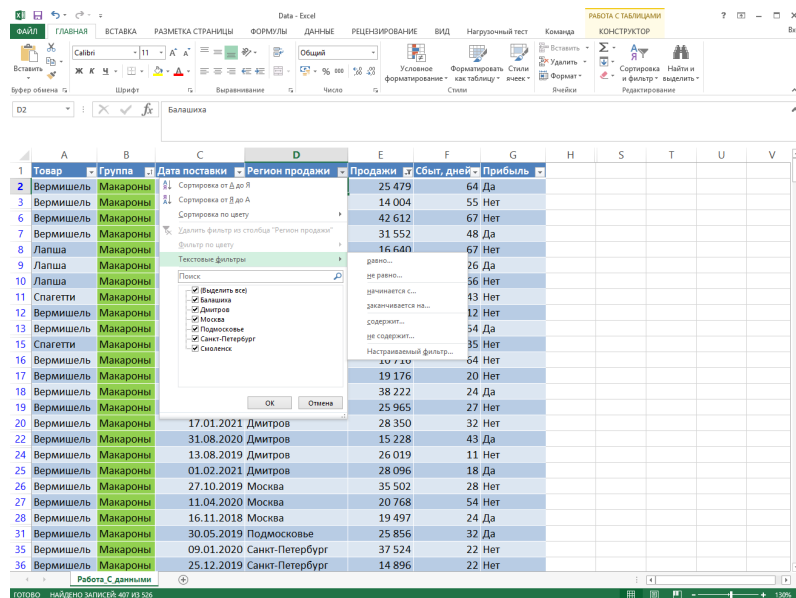 Data - Excel
РАБОТА С ТАБЛИЦАМИ
ФАЙЛ ГЛАВНАЯ ВСТАВКА РАЗМЕТКА СТРАНИЦЫ ФОРМУЛЫ ДАННЫЕ РЕЦЕНЗИРОВАНИЕ ВИД Нагрузочный тест Команда КОНСТРУКТОР Вх
Вставить
Calibri 11
Ж К Ч
Общий
% 000
Условное форматирование
Форматировать как таблицу
Стили ячеек
Вставить
Удалить
Формат
Сортировка и фильтр
Найти и выделить
Буфер обмена Шрифт Выравнивание Число Стили Ячейки Редактирование
D2 fx Балашиха
A B C D E F G H S T U V
1 Товар Группа Дата поставки Регион продажи Продажи Сбыт, дней Прибыль
2 Вермишель Макароны 25 479 64 Да
3 Вермишель Макароны 14 004 55 Нет
6 Вермишель Макароны 42 612 67 Нет
7 Вермишель Макароны 31 552 48 Да
8 Лапша Макароны 16 640 67 Нет
9 Лапша Макароны 26 Да
10 Лапша Макароны 56 Нет
11 Спагетти Макароны 43 Нет
12 Вермишель Макароны 12 Нет
13 Вермишель Макароны 54 Да
15 Спагетти Макароны 35 Нет
16 Вермишель Макароны 10 716 64 Нет
17 Вермишель Макароны 19 176 20 Нет
18 Вермишель Макароны 38 222 24 Да
19 Вермишель Макароны 25 965 27 Нет
20 Вермишель Макароны 17.01.2021 Дмитров 28 350 32 Нет
22 Вермишель Макароны 31.08.2020 Дмитров 15 228 43 Да
24 Вермишель Макароны 13.08.2019 Дмитров 26 019 11 Нет
25 Вермишель Макароны 01.02.2021 Дмитров 28 096 18 Да
26 Вермишель Макароны 27.10.2019 Москва 35 502 28 Нет
27 Вермишель Макароны 11.04.2020 Москва 20 768 54 Нет
28 Вермишель Макароны 16.11.2018 Москва 19 497 24 Да
31 Вермишель Макароны 30.05.2019 Подмосковье 25 856 32 Да
35 Вермишель Макароны 09.01.2020 Санкт-Петербург 37 524 22 Нет
36 Вермишель Макароны 25.12.2019 Санкт-Петербург 14 896 22 Нет
Сортировка от А до Я
Сортировка от Я до А
Сортировка по цвету
Удалить фильтр из столбца "Регион продажи"
Фильтр по цвету
Текстовые фильтры
Поиск
(Выделить все)
Балашиха
Дмитров
Москва
Подмосковье
Санкт-Петербург
Смоленск
ОК Отмена
равно...
не равно...
начинается с...
заканчивается на...
содержит...
не содержит...
Настраиваемый фильтр...
Работа_С_данными
ГОТОВО НАЙДЕНО ЗАПИСЕЙ: 407 ИЗ 526 130%